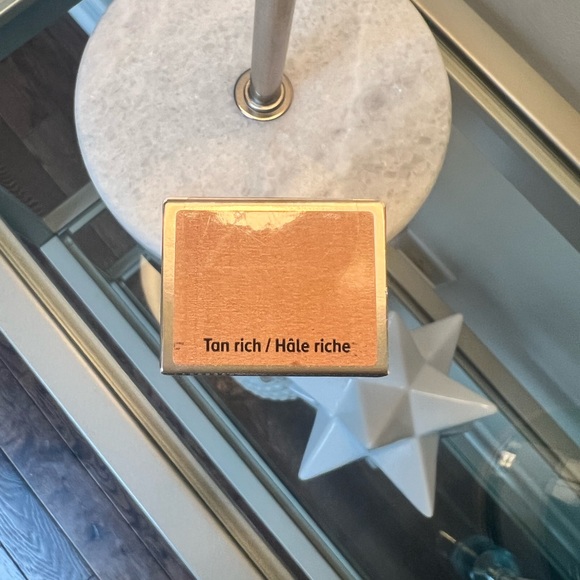 Tan rich / Hâle riche